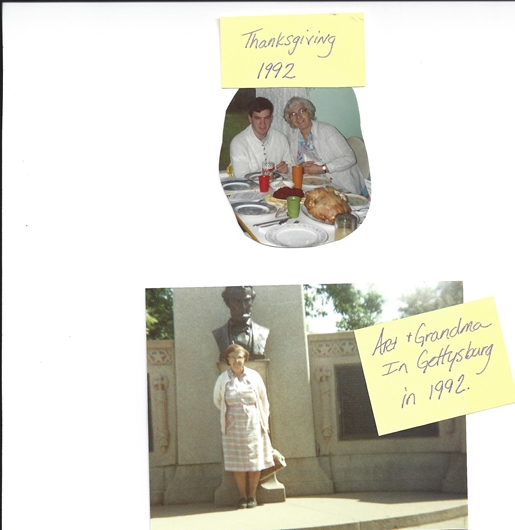 Thanksgiving
1992
Art + Grandma
In Gettysburg
in 1992.